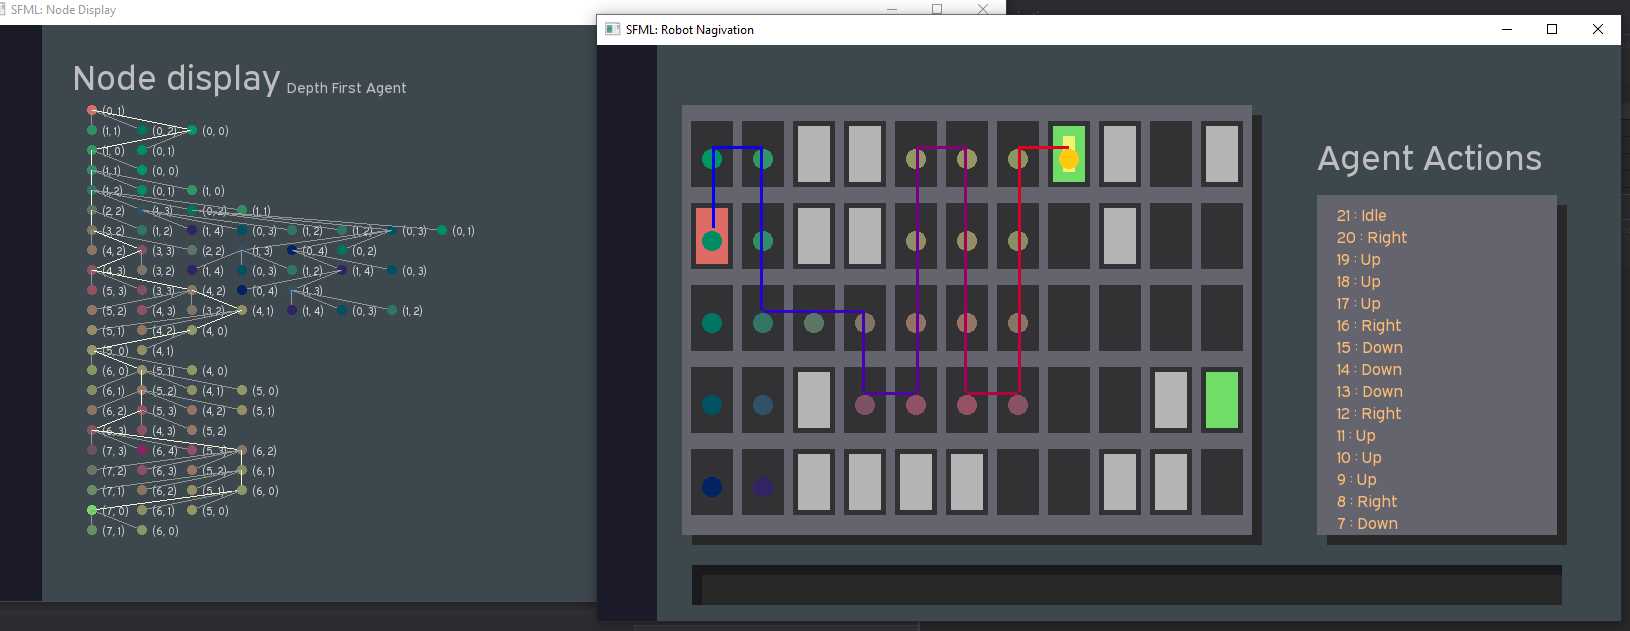 SFML: Node Display
Node display Depth First Agent
(0, 1)
(1, 1) (0, 2) (0, 0)
(1, 0) (0, 1)
(1, 1) (0, 0)
(1, 2) (0, 1) (1, 0)
(2, 2) (1, 3) (0, 2) (1, 1)
(3, 2) (1, 2) (1, 4) (0, 3) (1, 2) (1, 2) (0, 3) (0, 1)
(4, 2) (3, 3) (2, 2) (1, 3) (0, 4) (0, 2)
(4, 3) (3, 2) (1, 4) (0, 3) (1, 2) (1, 4) (0, 3)
(5, 3) (3, 3) (4, 2) (0, 4) (1, 3)
(5, 2) (4, 3) (3, 2) (4, 1) (1, 4) (0, 3) (1, 2)
(5, 1) (4, 2) (4, 0)
(5, 0) (4, 1)
(6, 0) (5, 1) (4, 0)
(6, 1) (5, 2) (4, 1) (5, 0)
(6, 2) (5, 3) (4, 2) (5, 1)
(6, 3) (4, 3) (5, 2)
(7, 3) (6, 4) (5, 3) (6, 2)
(7, 2) (6, 3) (5, 2) (6, 1)
(7, 1) (6, 2) (5, 1) (6, 0)
(7, 0) (6, 1) (5, 0)
(7, 1) (6, 0)
SFML: Robot Nagivation
Agent Actions
21 : Idle
20 : Right
19 : Up
18 : Up
17 : Up
16 : Right
15 : Down
14 : Down
13 : Down
12 : Right
11 : Up
10 : Up
9 : Up
8 : Right
7 : Down